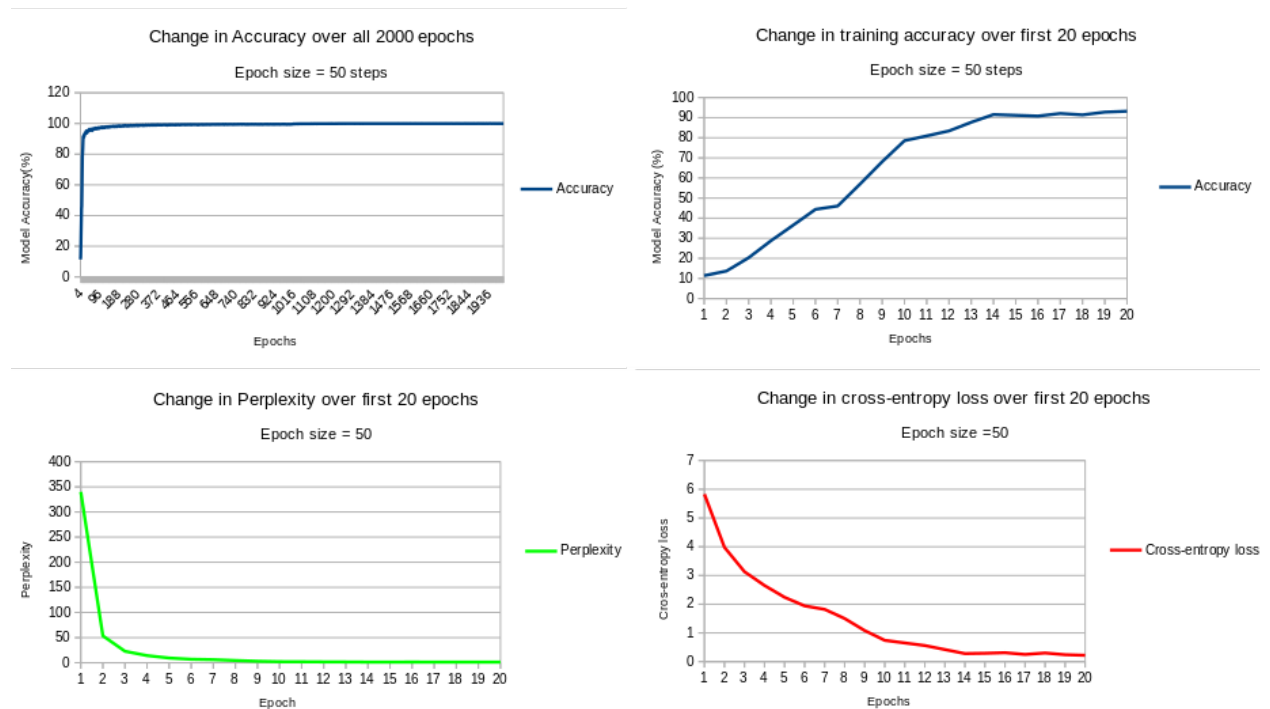 Change in Accuracy over all 2000 epochs
Epoch size = 50 steps
120
100
80
60
40
20
0
Model Accuracy(%)
4 96 188 280 372 464 556 648 740 832 924 1016 1108 1200 1292 1384 1476 1568 1660 1752 1844 1936
Epochs
Accuracy
Change in training accuracy over first 20 epochs
Epoch size = 50 steps
100
90
80
70
60
50
40
30
20
10
0
Model Accuracy (%)
1 2 3 4 5 6 7 8 9 10 11 12 13 14 15 16 17 18 19 20
Epochs
Accuracy
Change in Perplexity over first 20 epochs
Epoch size = 50
400
350
300
250
200
150
100
50
0
Perplexity
1 2 3 4 5 6 7 8 9 10 11 12 13 14 15 16 17 18 19 20
Epoch
Perplexity
Change in cross-entropy loss over first 20 epochs
Epoch size =50
7
6
5
4
3
2
1
0
Cros-entropy loss
1 2 3 4 5 6 7 8 9 10 11 12 13 14 15 16 17 18 19 20
Epochs
Cross-entropy loss